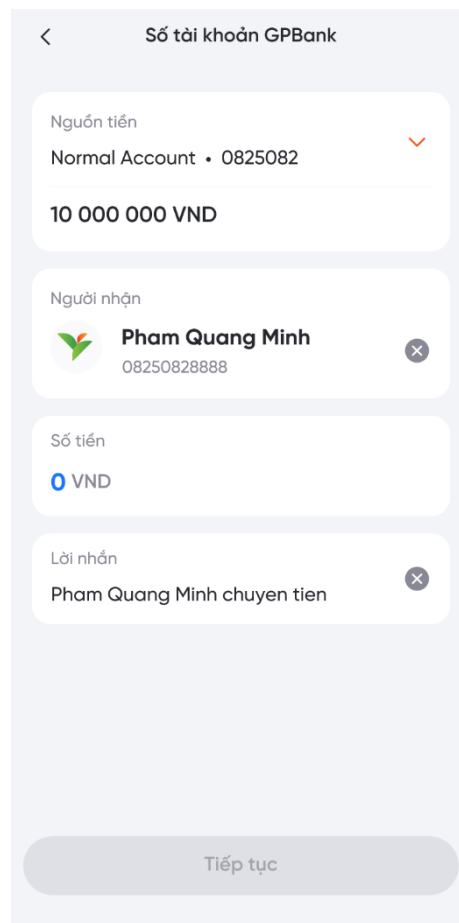 Số tài khoản GPBank
Nguồn tiền
Normal Account • 0825082
10 000 000 VND
Người nhận
Pham Quang Minh
08250828888
Số tiền
0 VND
Lời nhắn
Pham Quang Minh chuyen tien
Tiếp tục